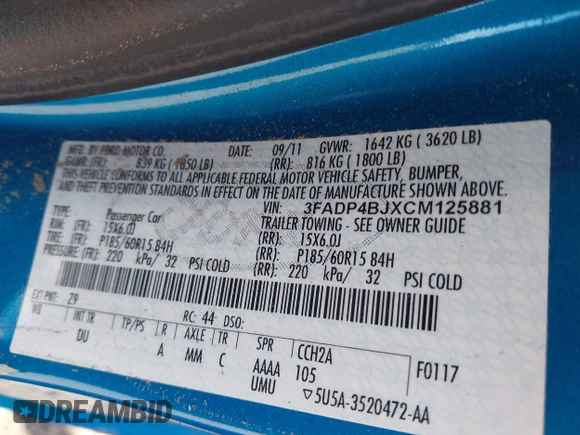 MFD. BY FORD MOTOR CO. DATE: 09/11 GVWR: 1642 KG ( 3620 LB)
GAWR: (FR): 839 KG ( 1850 LB) (RR): 816 KG ( 1800 LB)
THIS VEHICLE CONFORMS TO ALL APPLICABLE FEDERAL MOTOR VEHICLE SAFETY, BUMPER,
AND THEFT PREVENTION STANDARDS IN EFFECT ON THE DATE OF MANUFACTURE SHOWN ABOVE.
VIN: 3FADP4BJXCM125881
TYPE: Passenger Car TRAILER TOWING - SEE OWNER GUIDE
RIM: (FR): 15X6.0J (RR): 15X6.0J
TIRE: (FR): P185/60R15 84H (RR): P185/60R15 84H
PRESSURE: (FR): 220 kPa/ 32 PSI COLD (RR): 220 kPa/ 32 PSI COLD
EXT PNT: Z9 RC: 44 DSO:
WB INT TR TP/PS R AXLE TR SPR CCH2A F0117
DU A MM C AAAA 105
UMU ▽5U5A-3520472-AA
DREAMBID